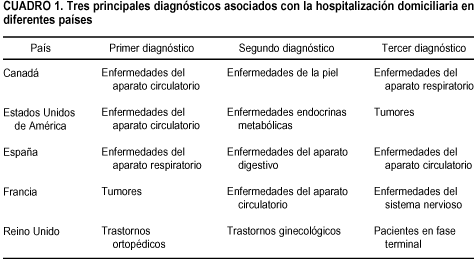 CUADRO 1. Tres principales diagnósticos asociados con la hospitalización domiciliaria en
diferentes países
País Primer diagnóstico Segundo diagnóstico Tercer diagnóstico
Canadá Enfermedades del Enfermedades de la piel Enfermedades del
aparato circulatorio aparato respiratorio
Estados Unidos Enfermedades del Enfermedades endocrinas Tumores
de América aparato circulatorio metabólicas
España Enfermedades del Enfermedades del aparato Enfermedades del
aparato respiratorio digestivo aparato circulatorio
Francia Tumores Enfermedades del aparato Enfermedades del
circulatorio sistema nervioso
Reino Unido Trastornos Trastornos ginecológicos Pacientes en fase
ortopédicos terminal